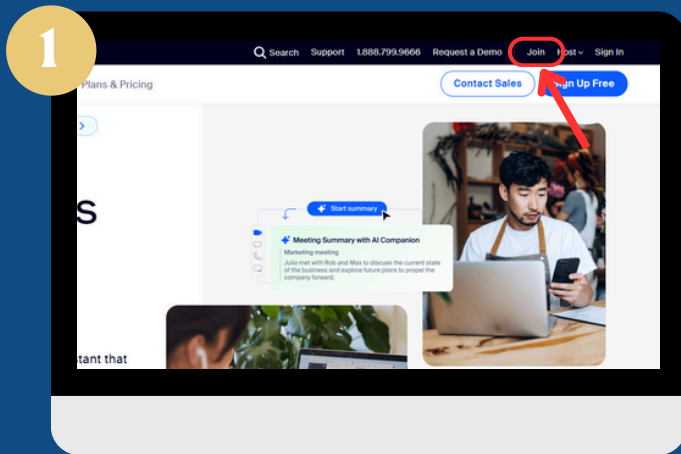 1
Search Support 1.888.799.9666 Request a Demo Join Host Sign In
Plans & Pricing
Contact Sales
Sign Up Free
S
Start summary
Meeting Summary with AI Companion
Marketing meeting
Julia met with Rob and Max to discuss the current state
of the business and explore future plans to propel the
company forward.
stant that